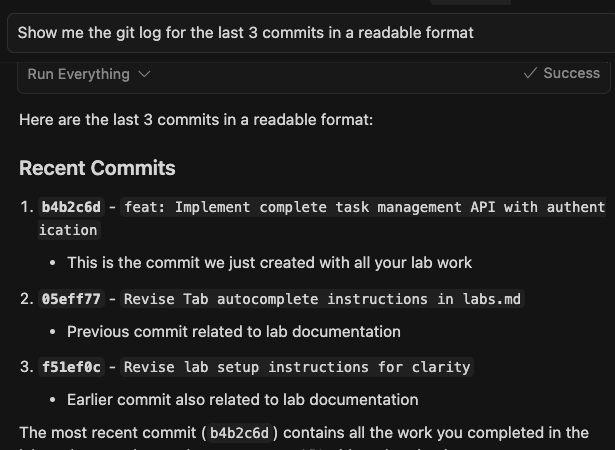 Show me the git log for the last 3 commits in a readable format
Run Everything
Success
Here are the last 3 commits in a readable format:
Recent Commits
1. b4b2c6d - feat: Implement complete task management API with authent
ication
• This is the commit we just created with all your lab work
2. 05eff77 - Revise Tab autocomplete instructions in labs.md
• Previous commit related to lab documentation
3. f51ef0c - Revise lab setup instructions for clarity
• Earlier commit also related to lab documentation
The most recent commit (b4b2c6d) contains all the work you completed in the